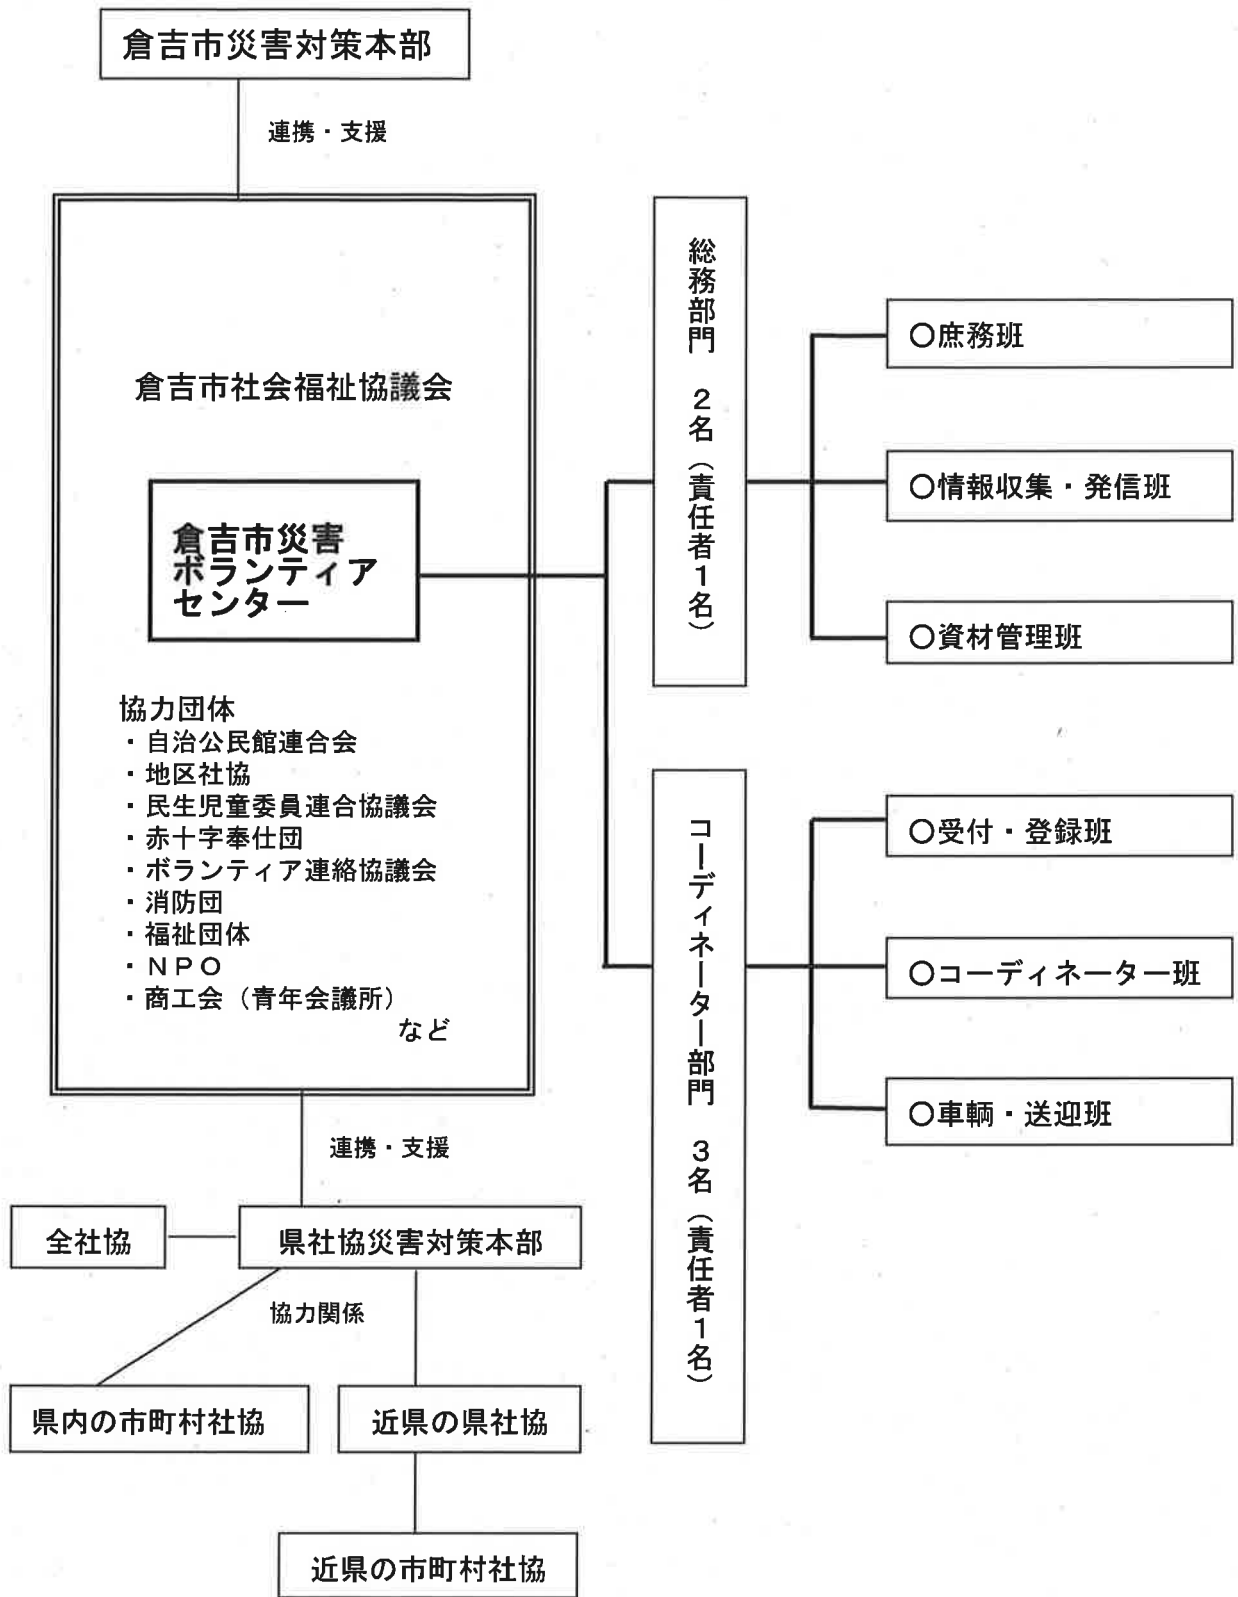 倉吉市災害対策本部
連携・支援
倉吉市社会福祉協議会
倉吉市災害
ボランティア
センター
協力団体
・自治公民館連合会
・地区社協
・民生児童委員連合協議会
・赤十字奉仕団
・ボランティア連絡協議会
・消防団
・福祉団体
・ＮＰＯ
・商工会（青年会議所）
など
総務部門　２名（責任者１名）
○庶務班
○情報収集・発信班
○資材管理班
コーディネーター部門　３名（責任者１名）
○受付・登録班
○コーディネーター班
○車輌・送迎班
連携・支援
全社協
県社協災害対策本部
協力関係
県内の市町村社協
近県の県社協
近県の市町村社協